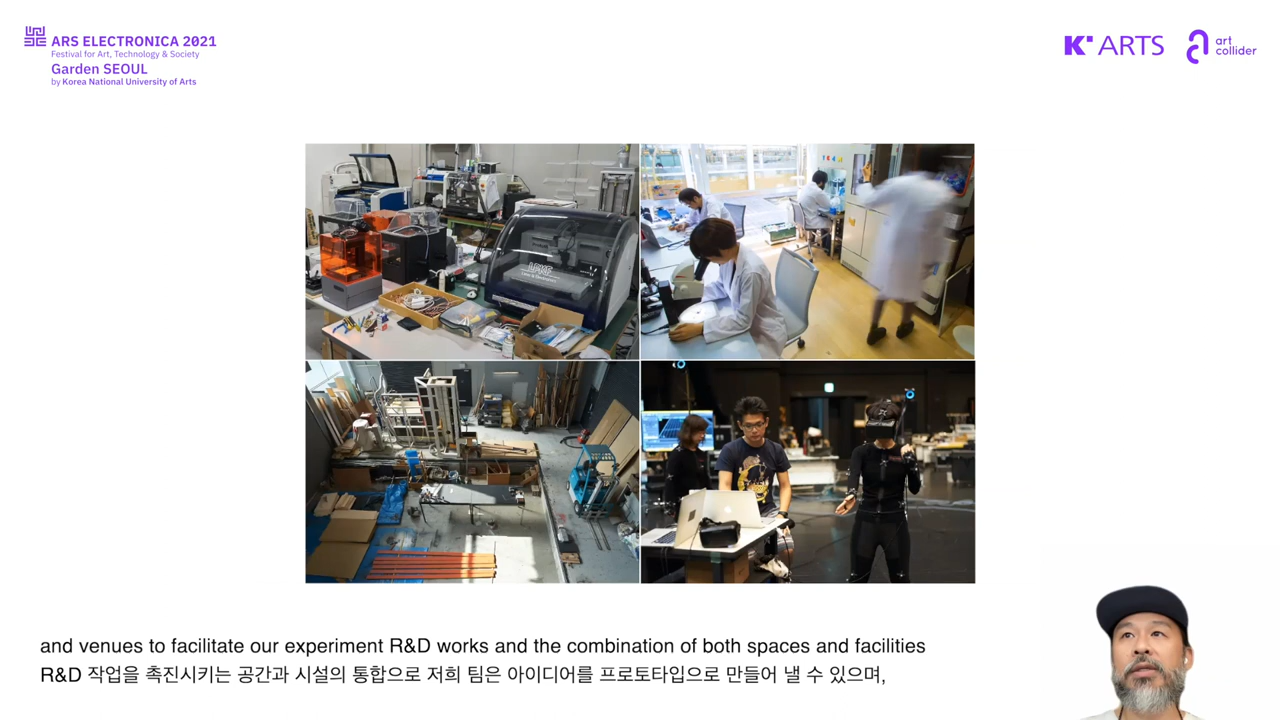 ARS ELECTRONICA 2021
Festival for Art, Technology & Society
Garden SEOUL
by Korea National University of Arts
K ARTS
art
collider
LPKF
Laser & Electronics
and venues to facilitate our experiment R&D works and the combination of both spaces and facilities
R&D 작업을 촉진시키는 공간과 시설의 통합으로 저희 팀은 아이디어를 프로토타입으로 만들어 낼 수 있으며,